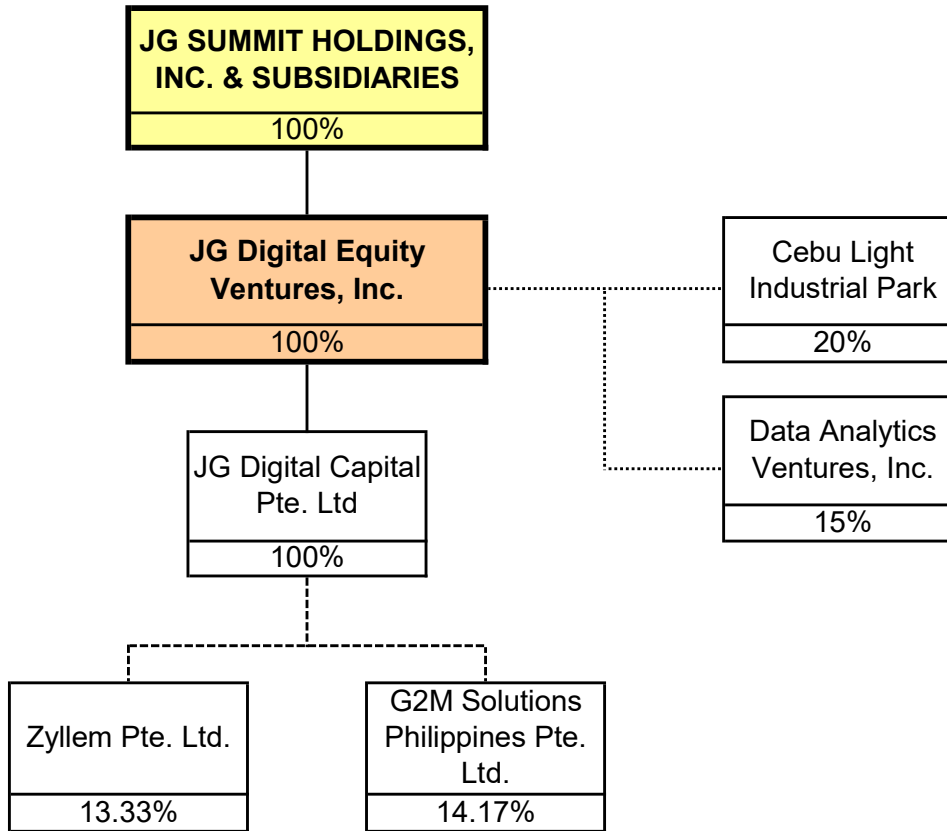 JG SUMMIT HOLDINGS,
INC. & SUBSIDIARIES
100%
JG Digital Equity
Ventures, Inc.
100%
Cebu Light
Industrial Park
20%
Data Analytics
Ventures, Inc.
15%
JG Digital Capital
Pte. Ltd
100%
Zyllem Pte. Ltd.
13.33%
G2M Solutions
Philippines Pte.
Ltd.
14.17%